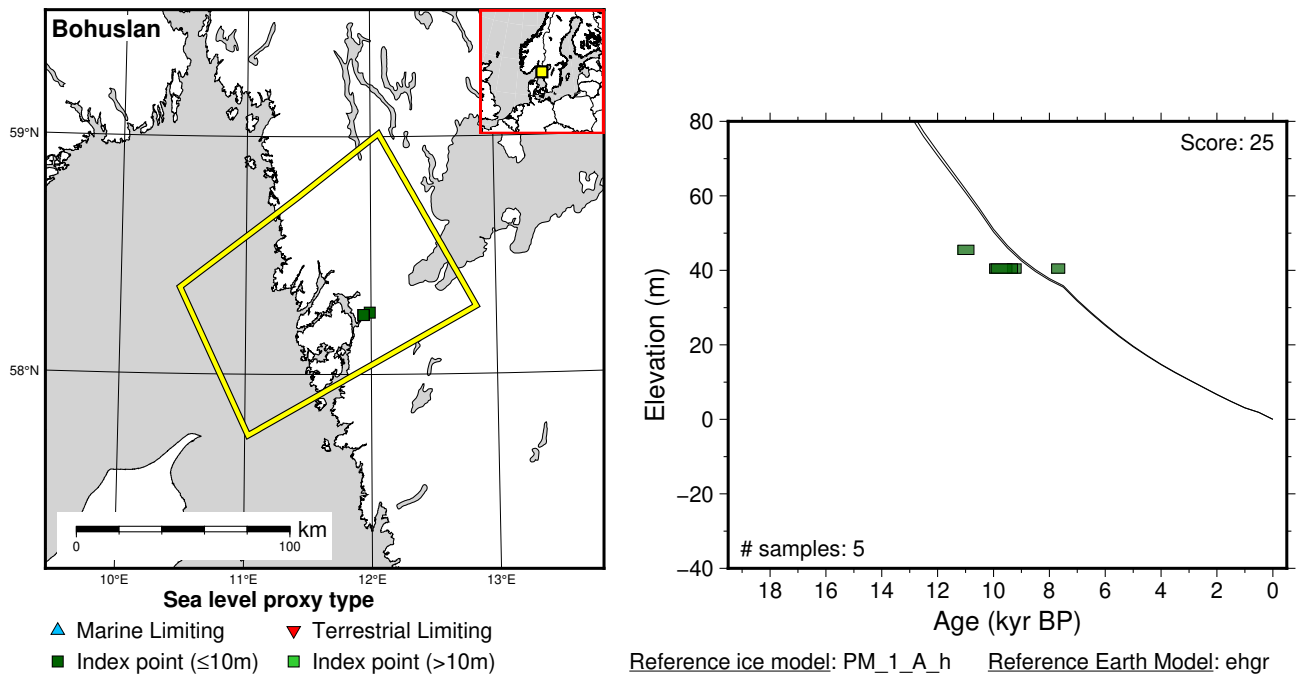 Bohuslan
59°N
58°N
10°E
11°E
12°E
13°E
km
0
100
Sea level proxy type
Marine Limiting
Terrestrial Limiting
Index point (≤10m)
Index point (>10m)
Score: 25
80
60
40
20
0
−20
−40
Elevation (m)
# samples: 5
18 16 14 12 10 8 6 4 2 0
Age (kyr BP)
Reference ice model: PM_1_A_h
Reference Earth Model: ehgr